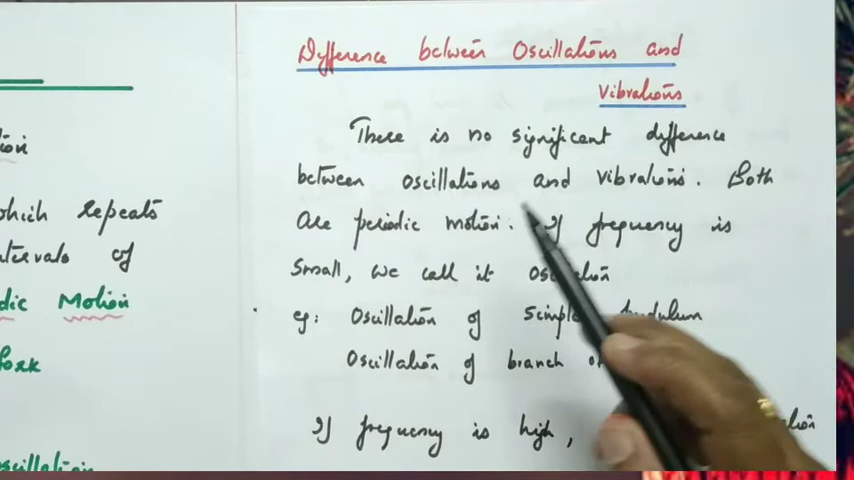 Difference between Oscillations and
Vibrations
There is no significant difference
between oscillations and vibrations. Both
are periodic motion. If frequency is
small, we call it oscillation
eg: Oscillation of simple pendulum
Oscillation of branch
If frequency is high,
which repeats
of
Motion